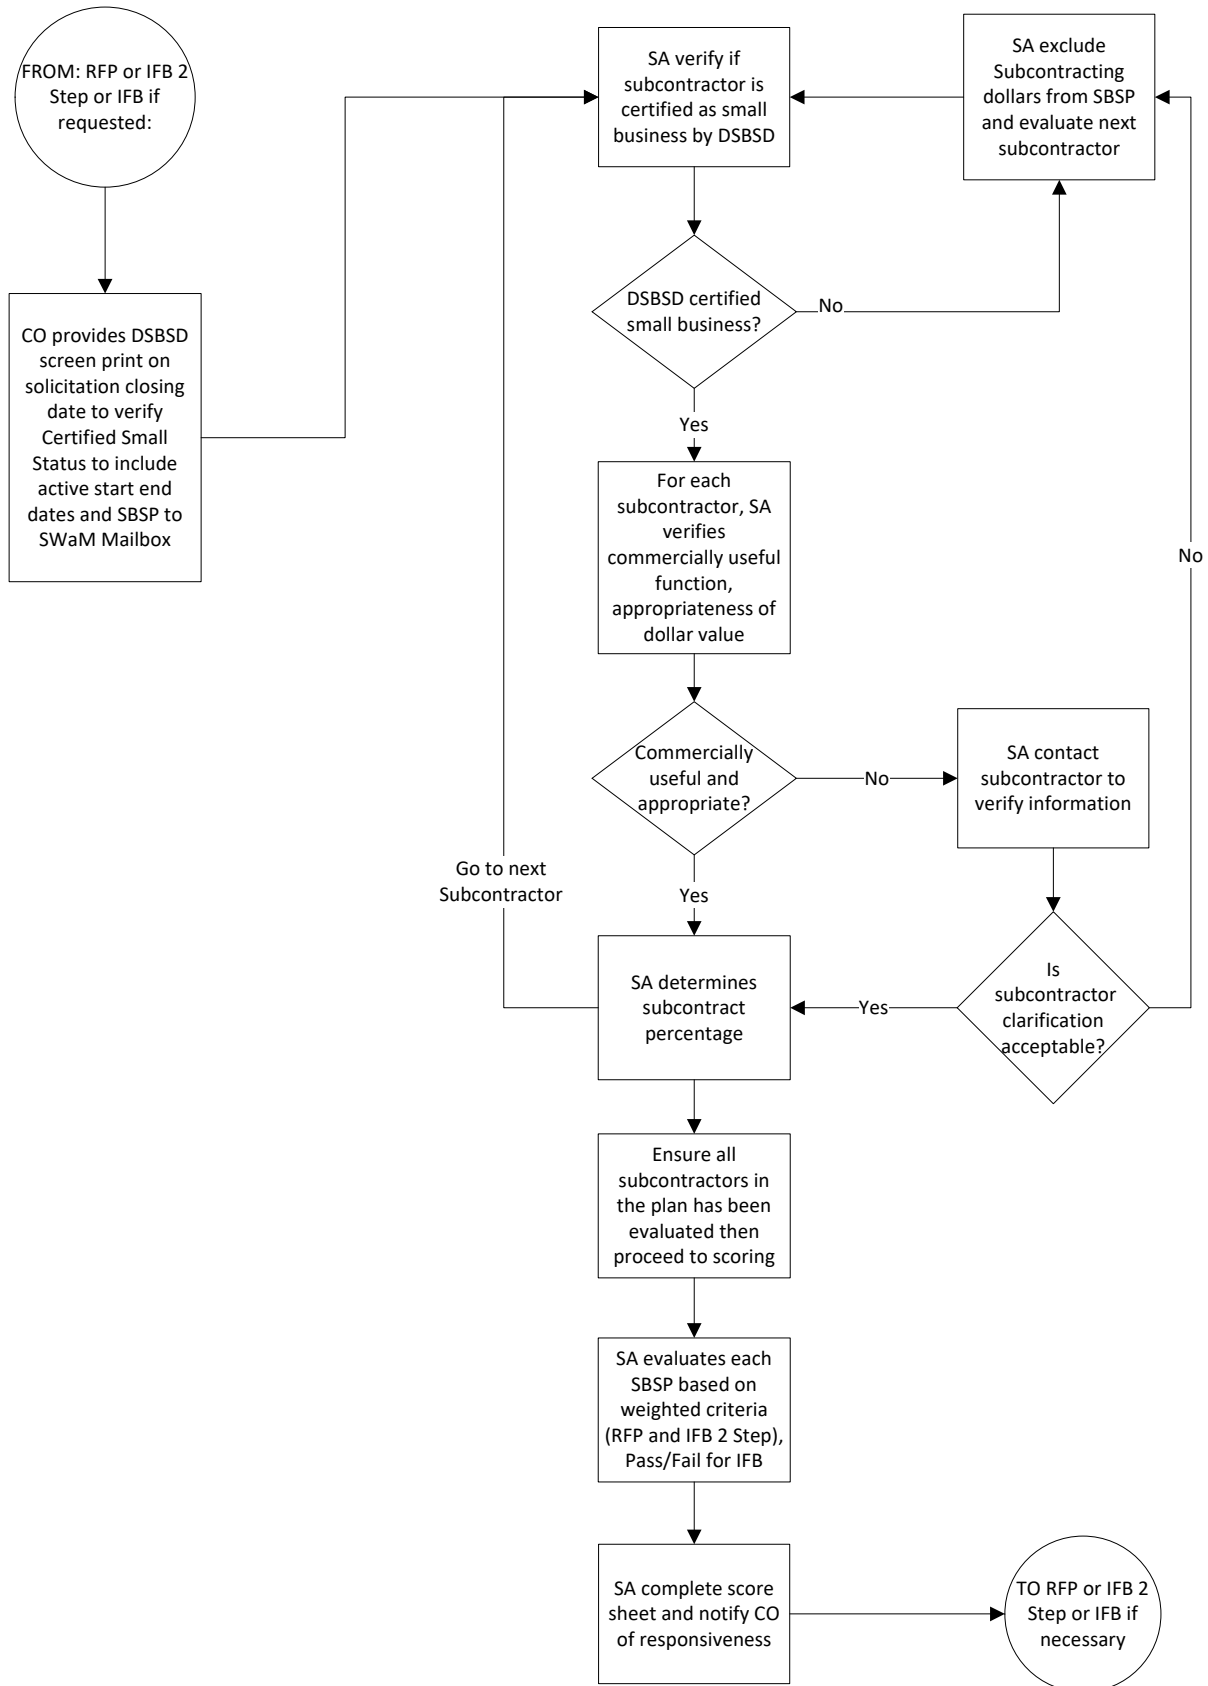 FROM: RFP or IFB 2
Step or IFB if
requested:
CO provides DSBSD
screen print on
solicitation closing
date to verify
Certified Small
Status to include
active start end
dates and SBSP to
SWaM Mailbox
SA verify if
subcontractor is
certified as small
business by DSBSD
SA exclude
Subcontracting
dollars from SBSP
and evaluate next
subcontractor
DSBSD certified
small business?
No
Yes
For each
subcontractor, SA
verifies
commercially useful
function,
appropriateness of
dollar value
No
Commercially
useful and
appropriate?
No
SA contact
subcontractor to
verify information
Go to next
Subcontractor
Yes
SA determines
subcontract
percentage
Yes
Is
subcontractor
clarification
acceptable?
Ensure all
subcontractors in
the plan has been
evaluated then
proceed to scoring
SA evaluates each
SBSP based on
weighted criteria
(RFP and IFB 2 Step),
Pass/Fail for IFB
SA complete score
sheet and notify CO
of responsiveness
TO RFP or IFB 2
Step or IFB if
necessary